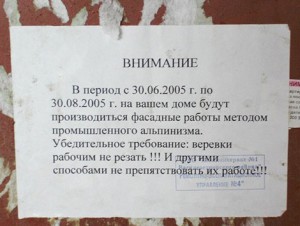 ВНИМАНИЕ
В период с 30.06.2005 г. по
30.08.2005 г. на вашем доме будут
производиться фасадные работы методом
промышленного альпинизма.
Убедительное требование: веревки
рабочим не резать !!! И другими
способами не препятствовать их работе!!!